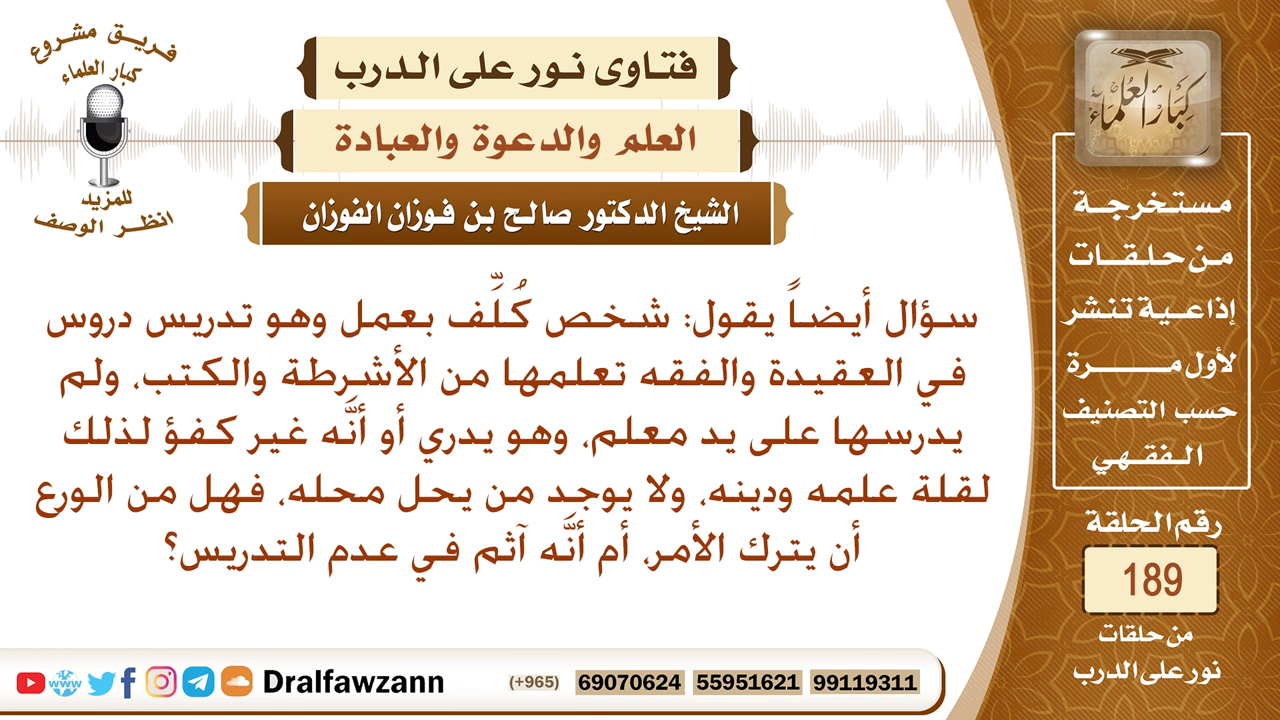 فريق مشروع
كبار العلماء
للمزيد
انظر الوصف
فتاوى نور على الدرب
العلم والدعوة والعبادة
الشيخ الدكتور صالح بن فوزان الفوزان
سؤال أيضاً يقول: شخص كُلِّف بعمل وهو تدريس دروس
في العقيدة والفقه تعلمها من الأشرطة والكتب، ولم
يدرسها على يد معلم، وهو يدري أو أنَّه غير كفؤ لذلك
لقلة علمه ودينه، ولا يوجد من يحل محله، فهل من الورع
أن يترك الأمر، أم أنَّه آثم في عدم التدريس؟
كبار العلماء
مستخرجة
من حلقات
إذاعية تنشر
لأول مرة
حسب التصنيف
الفقهي
رقم الحلقة
189
من حلقات
نور على الدرب
www
Dralfawzann
(+965) 69070624 55951621 99119311